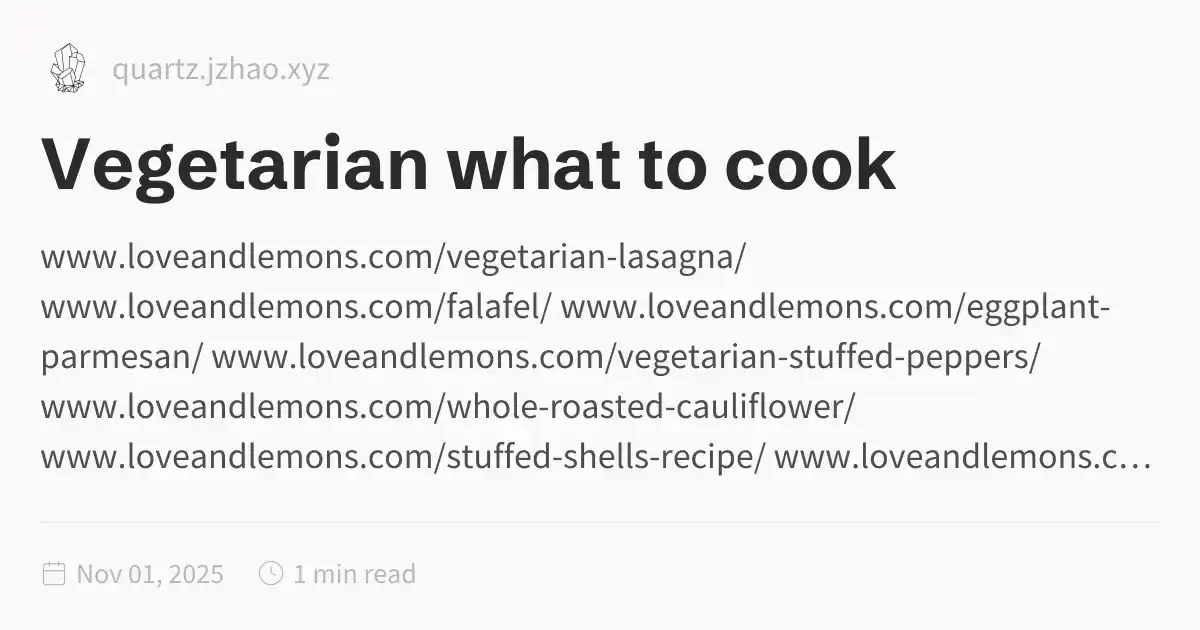 quartz.jzhao.xyz
Vegetarian what to cook
www.loveandlemons.com/vegetarian-lasagna/
www.loveandlemons.com/falafel/ www.loveandlemons.com/eggplant-
parmesan/ www.loveandlemons.com/vegetarian-stuffed-peppers/
www.loveandlemons.com/whole-roasted-cauliflower/
www.loveandlemons.com/stuffed-shells-recipe/ www.loveandlemons.c…
Nov 01, 2025 1 min read